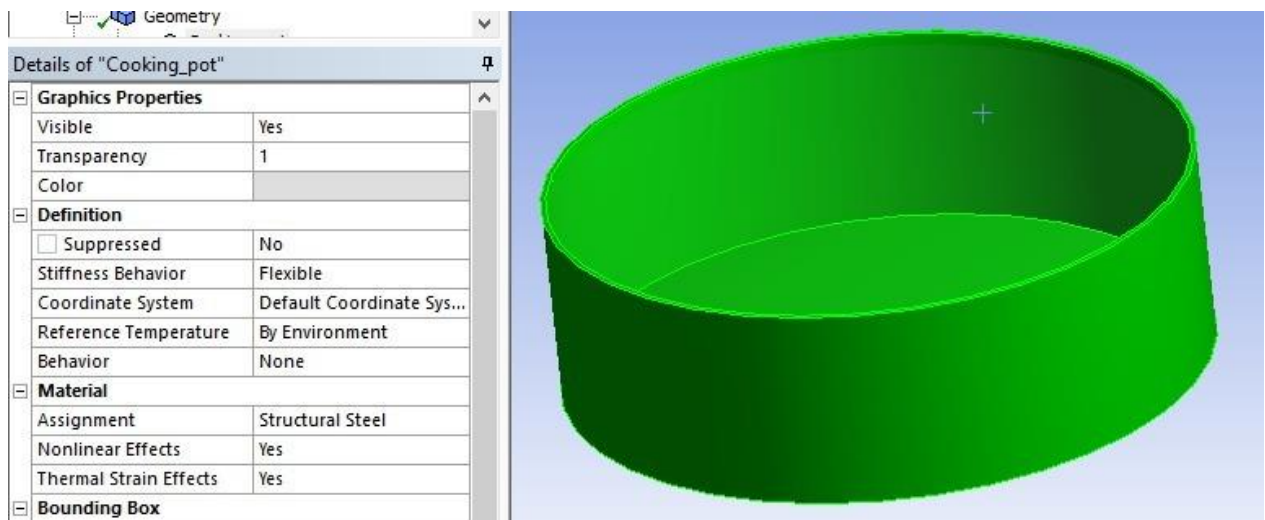 Geometry
Details of "Cooking_pot"
Graphics Properties
Visible Yes
Transparency 1
Color
Definition
Suppressed No
Stiffness Behavior Flexible
Coordinate System Default Coordinate Sys...
Reference Temperature By Environment
Behavior None
Material
Assignment Structural Steel
Nonlinear Effects Yes
Thermal Strain Effects Yes
Bounding Box